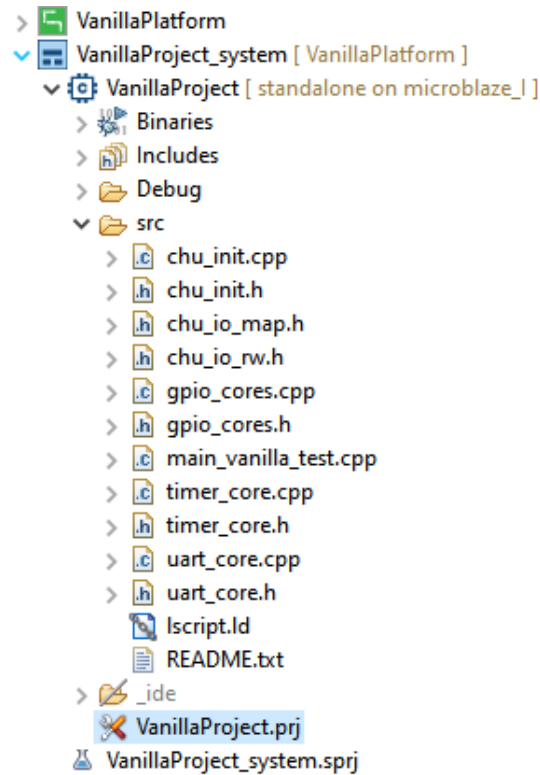 VanillaPlatform
VanillaProject_system [ VanillaPlatform ]
VanillaProject [ standalone on microblaze_I ]
Binaries
Includes
Debug
src
chu_init.cpp
chu_init.h
chu_io_map.h
chu_io_rw.h
gpio_cores.cpp
gpio_cores.h
main_vanilla_test.cpp
timer_core.cpp
timer_core.h
uart_core.cpp
uart_core.h
lscript.ld
README.txt
_ide
VanillaProject.prj
VanillaProject_system.sprj